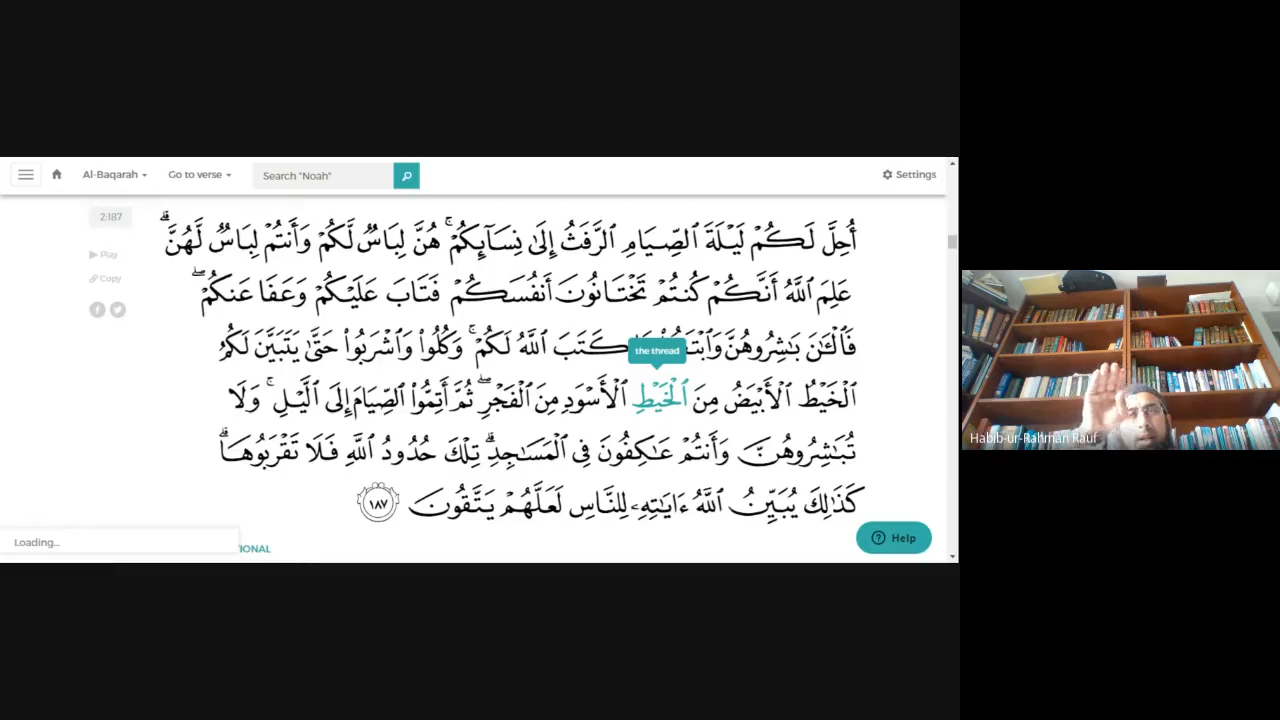 Al-Baqarah
Go to verse
Search "Noah"
Settings
2:187
Play
Copy
أُحِلَّ لَكُمْ لَيْلَةَ ٱلصِّيَامِ ٱلرَّفَثُ إِلَىٰ نِسَآئِكُمْ ۚ هُنَّ لِبَاسٌ لَّكُمْ وَأَنتُمْ لِبَاسٌ لَّهُنَّ ۗ
عَلِمَ ٱللَّهُ أَنَّكُمْ كُنتُمْ تَخْتَانُونَ أَنفُسَكُمْ فَتَابَ عَلَيْكُمْ وَعَفَا عَنكُمْ ۖ
فَٱلْـَٔـٰنَ بَـٰشِرُوهُنَّ كَتَبَ ٱللَّهُ لَكُمْ ۚ وَكُلُوا۟ وَٱشْرَبُوا۟ حَتَّىٰ يَتَبَيَّنَ لَكُمُ
the thread
ٱلْخَيْطُ ٱلْأَبْيَضُ مِنَ ٱلْخَيْطِ ٱلْأَسْوَدِ مِنَ ٱلْفَجْرِ ۖ ثُمَّ أَتِمُّوا۟ ٱلصِّيَامَ إِلَى ٱلَّيْلِ ۚ وَلَا
تُبَـٰشِرُوهُنَّ وَأَنتُمْ عَـٰكِفُونَ فِى ٱلْمَسَـٰجِدِ ۗ تِلْكَ حُدُودُ ٱللَّهِ فَلَا تَقْرَبُوهَا ۗ
كَذَٰلِكَ يُبَيِّنُ ٱللَّهُ ءَايَـٰتِهِۦ لِلنَّاسِ لَعَلَّهُمْ يَتَّقُونَ ١٨٧
Loading...
IONAL
Help
Habib-ur-Rahman Rauf